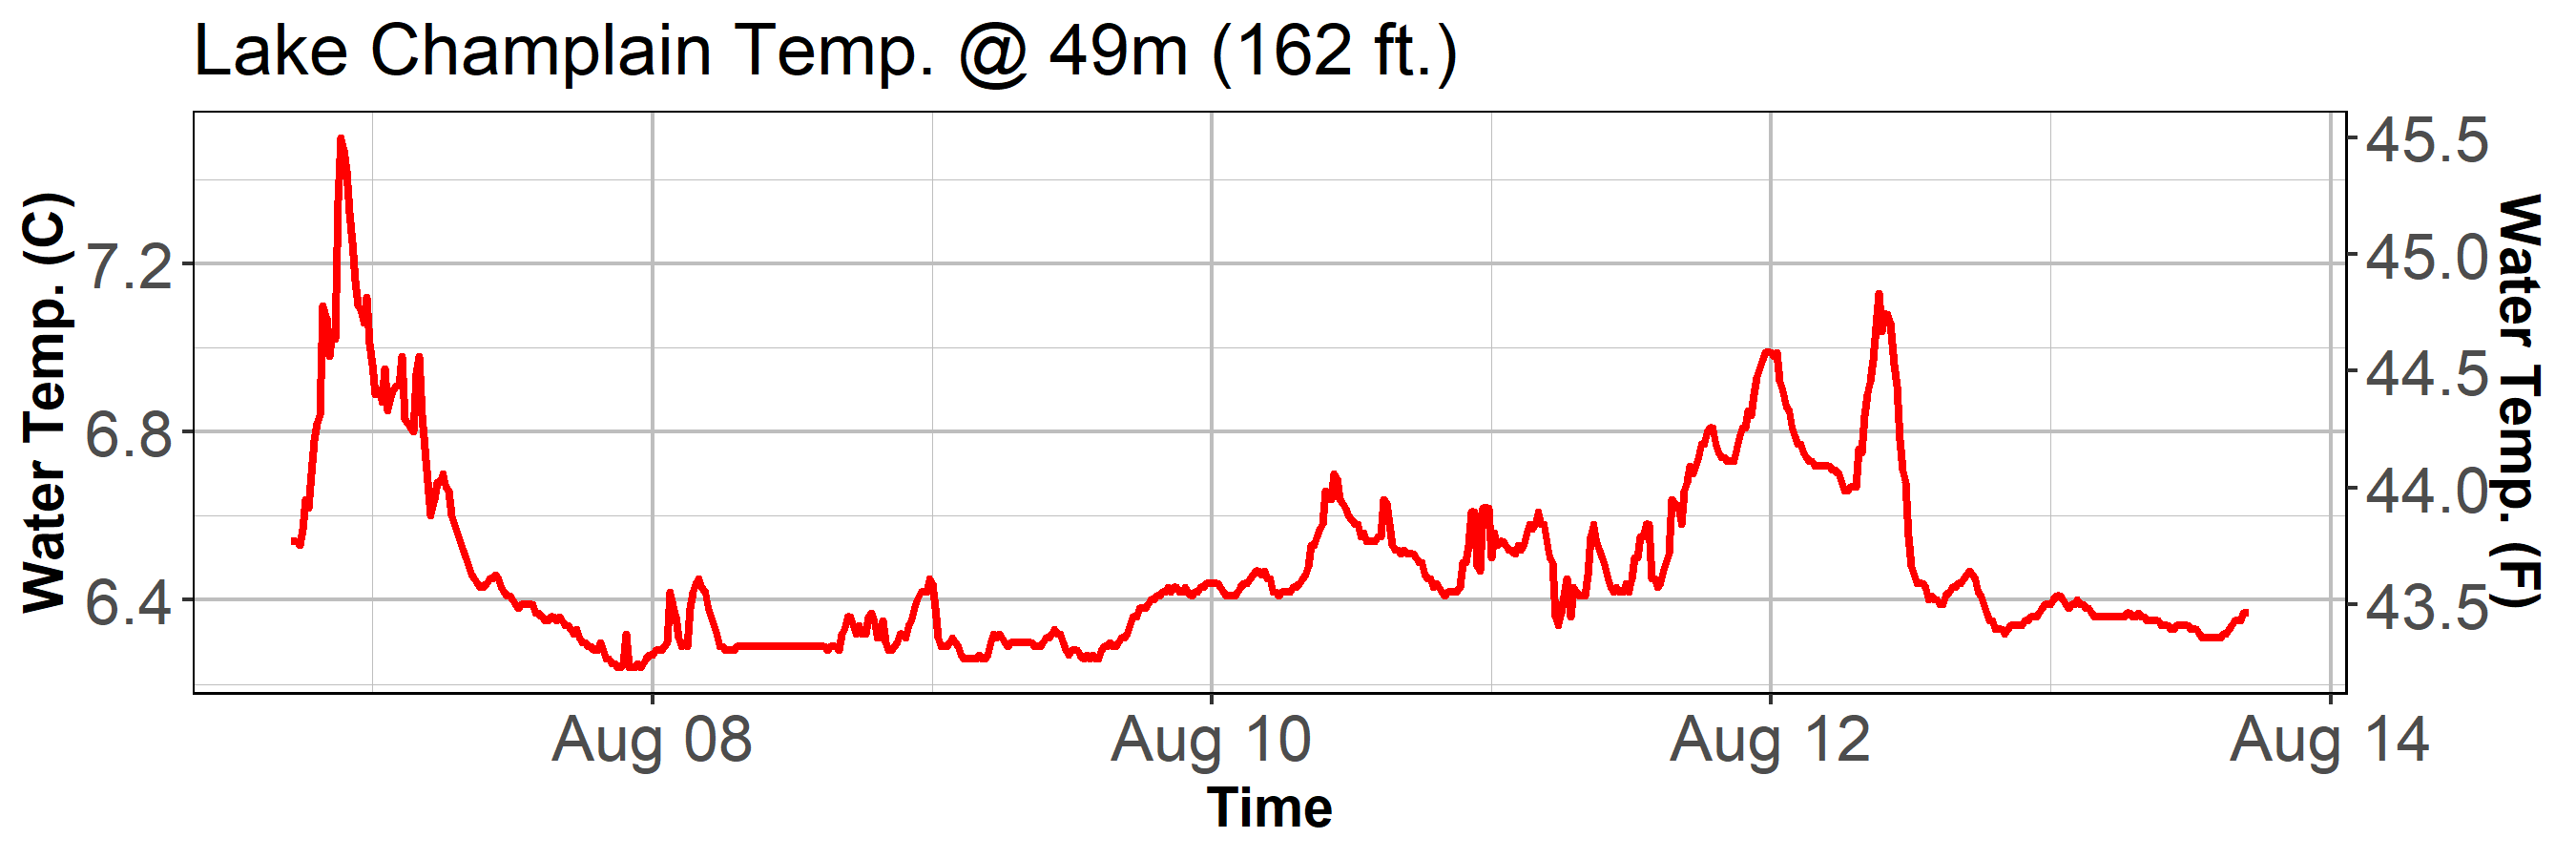 Lake Champlain Temp. @ 49m (162 ft.)
Water Temp. (C)
7.2
6.8
6.4
45.5
45.0
44.5
44.0
43.5
Water Temp. (F)
Aug 08
Aug 10
Aug 12
Aug 14
Time